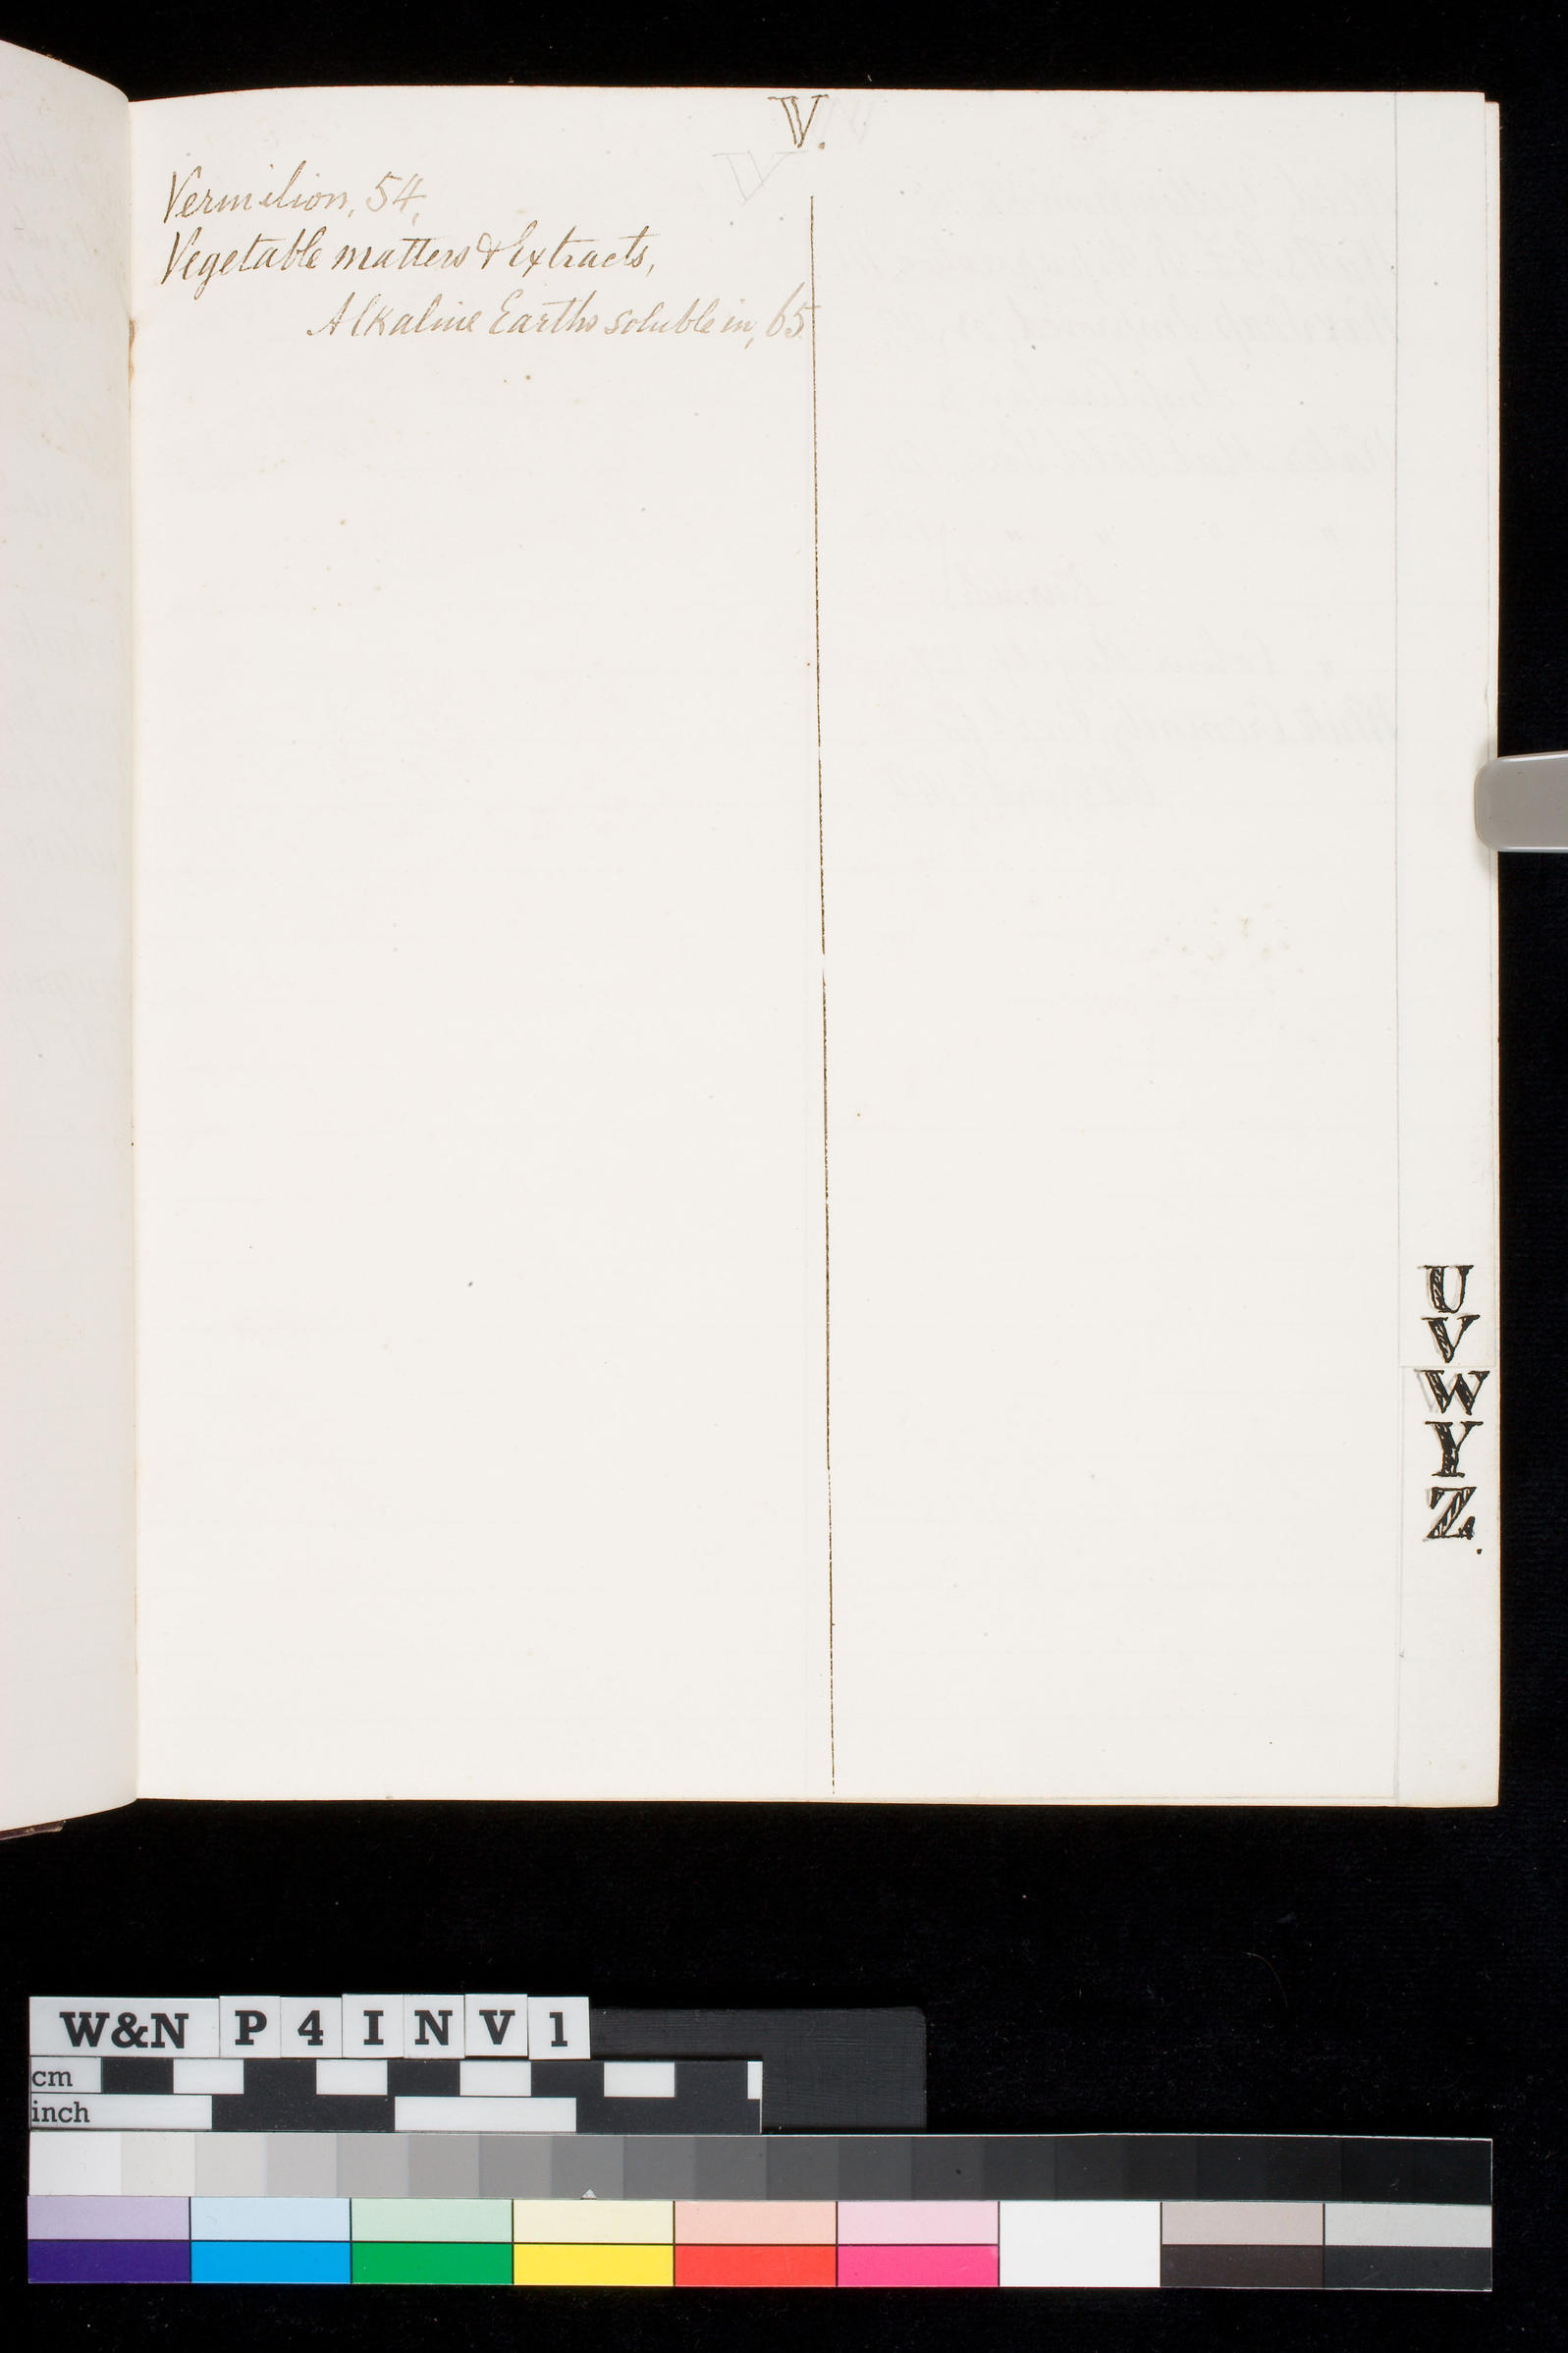 V.
Vermilion, 54,
Vegetable matters & Extracts,
Alkaline Earths soluble in, 65
U
V
W
Y
Z.
W&N P 4 I N V 1
cm
inch